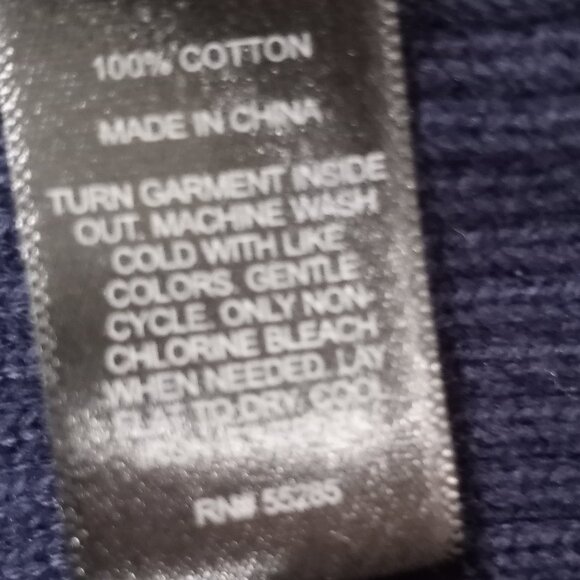 100% COTTON
MADE IN CHINA
TURN GARMENT INSIDE
OUT. MACHINE WASH
COLD WITH LIKE
COLORS. GENTLE
CYCLE. ONLY NON-
CHLORINE BLEACH
WHEN NEEDED. LAY
FLAT TO DRY. COOL
RN# 55285